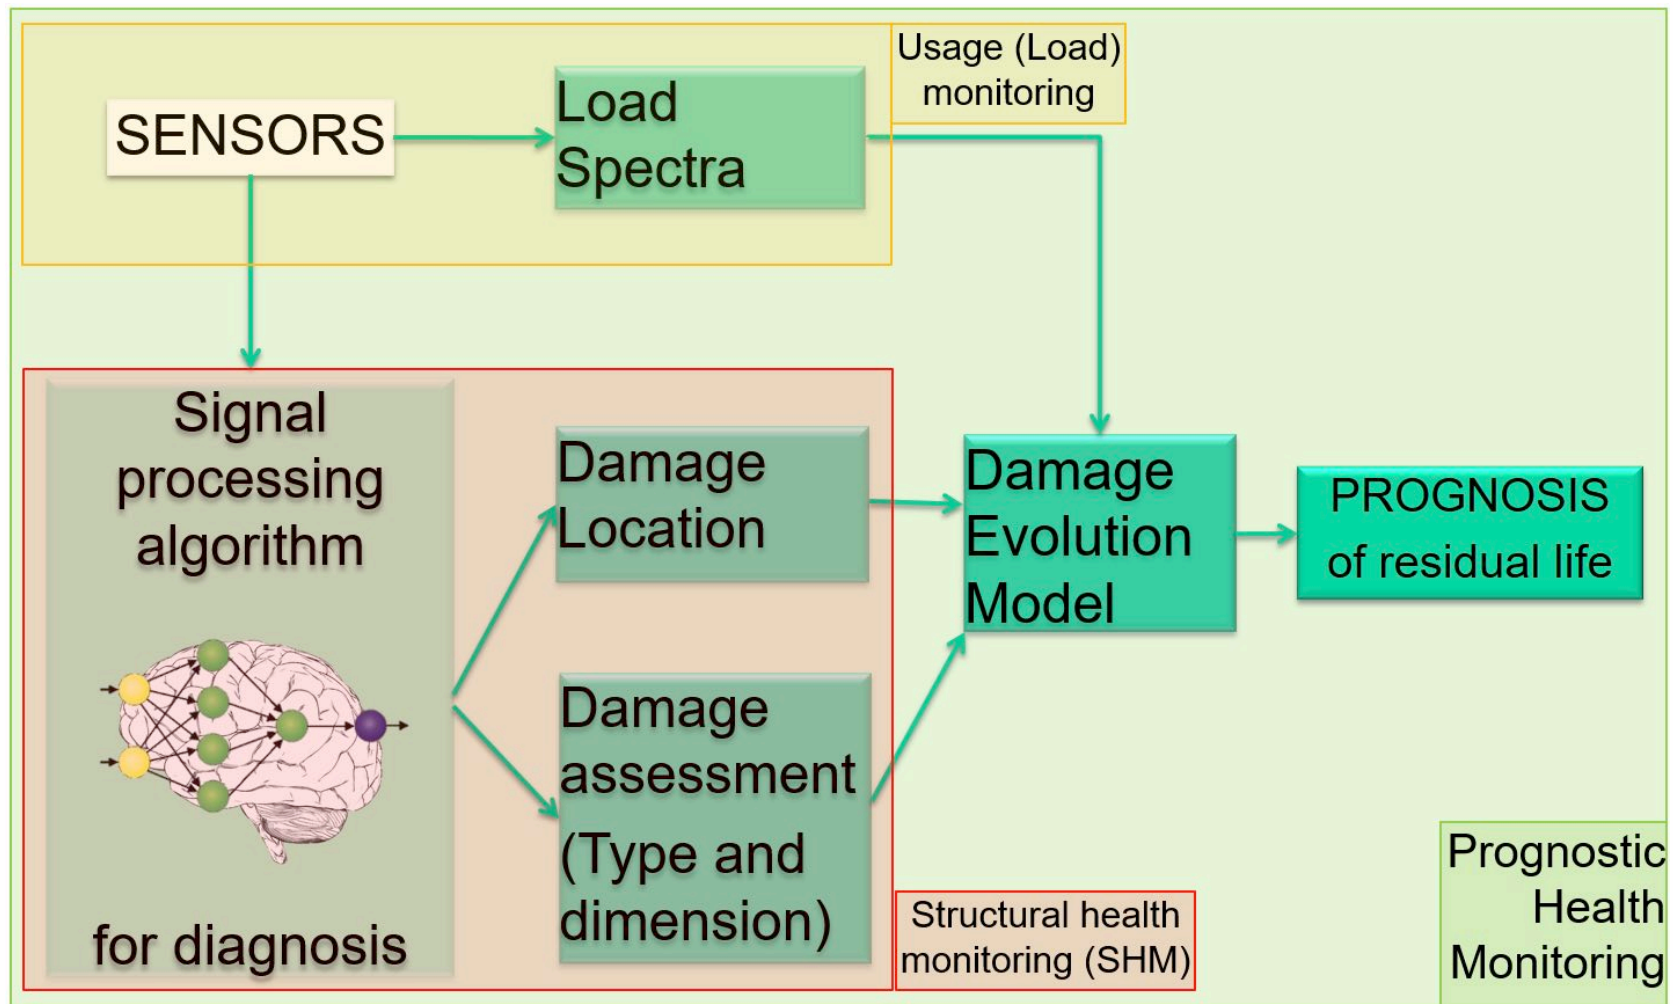 Usage (Load)
monitoring
SENSORS
Load
Spectra
Signal
processing
algorithm
for diagnosis
Damage
Location
Damage
assessment
(Type and
dimension)
Damage
Evolution
Model
PROGNOSIS
of residual life
Structural health
monitoring (SHM)
Prognostic
Health
Monitoring